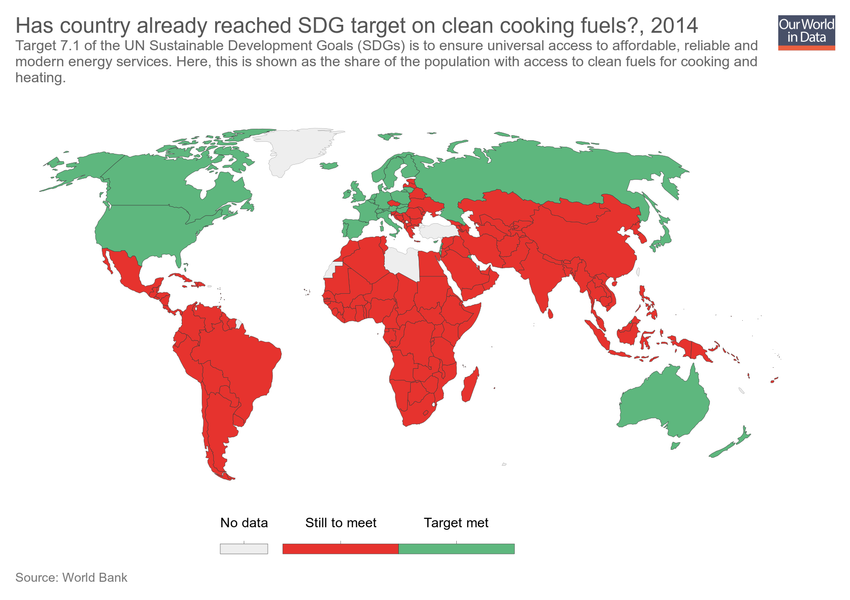 Has country already reached SDG target on clean cooking fuels?, 2014
Our World
in Data
Target 7.1 of the UN Sustainable Development Goals (SDGs) is to ensure universal access to affordable, reliable and
modern energy services. Here, this is shown as the share of the population with access to clean fuels for cooking and
heating.
No data
Still to meet
Target met
Source: World Bank